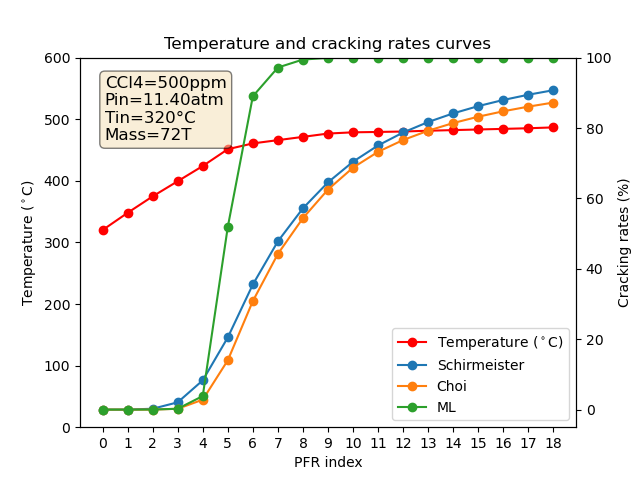 Temperature and cracking rates curves
CCl4=500ppm
Pin=11.40atm
Tin=320°C
Mass=72T
600
500
400
300
200
100
0
Temperature (°C)
100
80
60
40
20
0
Cracking rates (%)
Temperature (°C)
Schirmeister
Choi
ML
0 1 2 3 4 5 6 7 8 9 10 11 12 13 14 15 16 17 18
PFR index